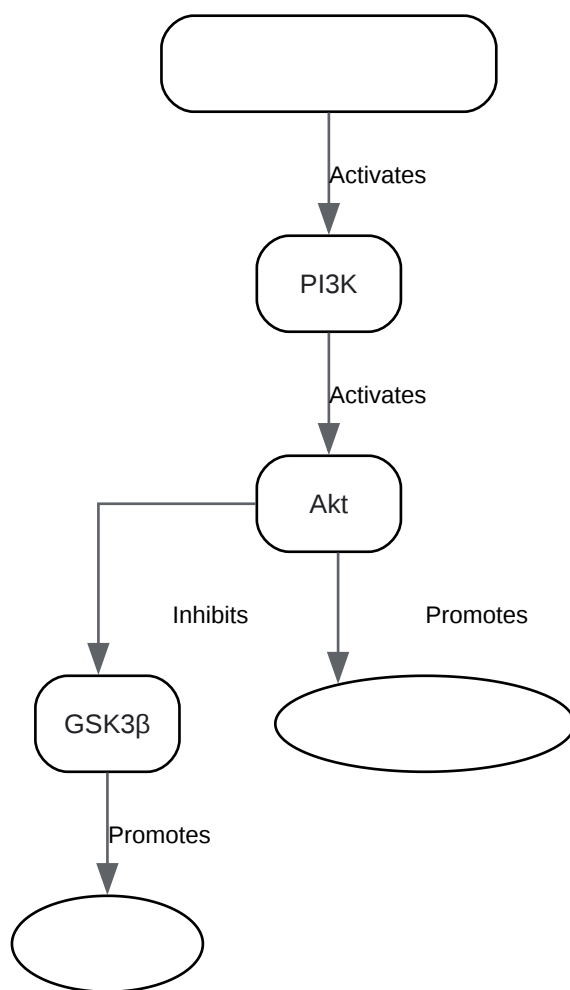 Activates
PI3K
Activates
Akt
Inhibits
Promotes
GSK3β
Promotes